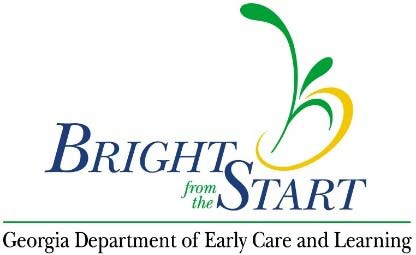 BRIGHT
from
the START
Georgia Department of Early Care and Learning